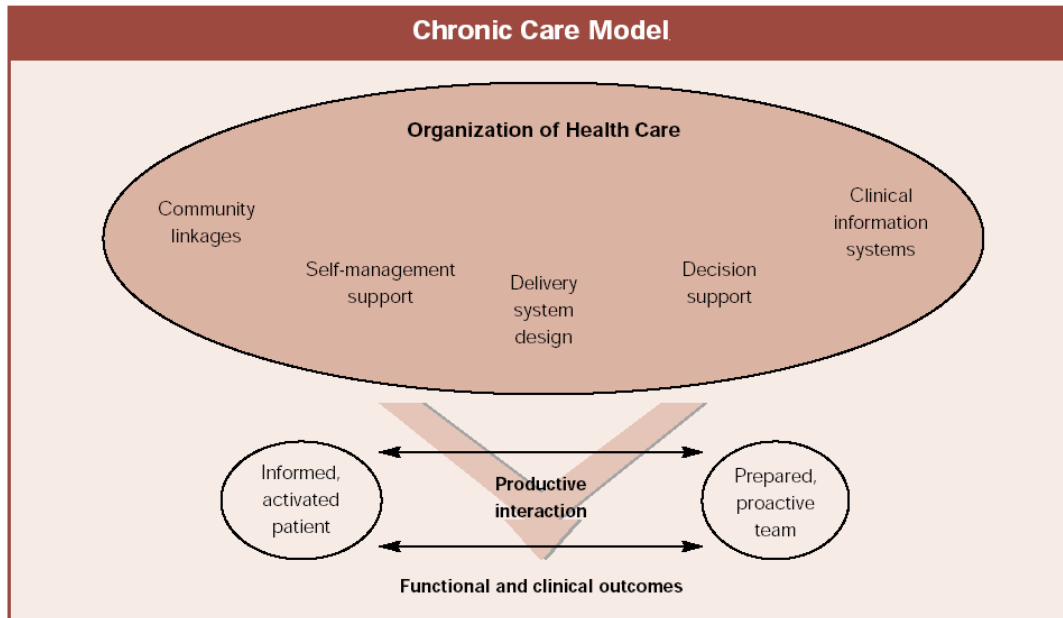 Chronic Care Model
Organization of Health Care
Community
linkages
Self-management
support
Delivery
system
design
Decision
support
Clinical
information
systems
Informed,
activated
patient
Productive
interaction
Prepared,
proactive
team
Functional and clinical outcomes